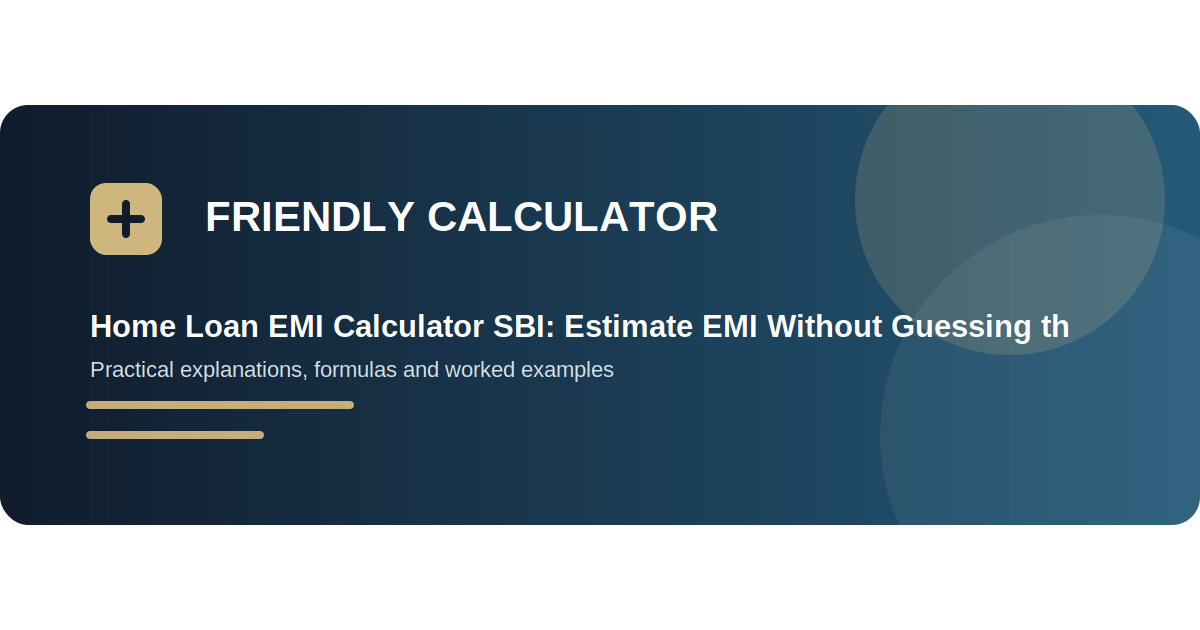 FRIENDLY CALCULATOR
Home Loan EMI Calculator SBI: Estimate EMI Without Guessing th
Practical explanations, formulas and worked examples